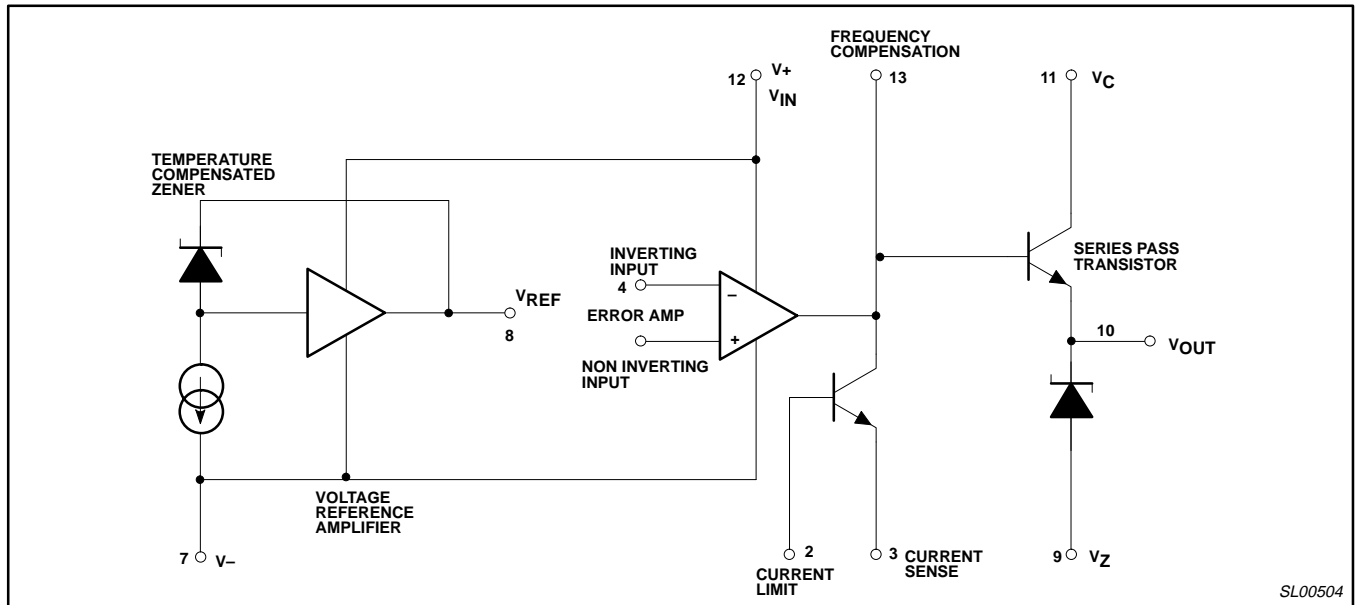 FREQUENCY
COMPENSATION
12
V+
VIN
13
11
VC
TEMPERATURE
COMPENSATED
ZENER
INVERTING
INPUT
4
–
ERROR AMP
+
NON INVERTING
INPUT
VREF
8
SERIES PASS
TRANSISTOR
10
VOUT
VOLTAGE
REFERENCE
AMPLIFIER
7
V–
2
CURRENT
LIMIT
3
CURRENT
SENSE
9
VZ
SL00504